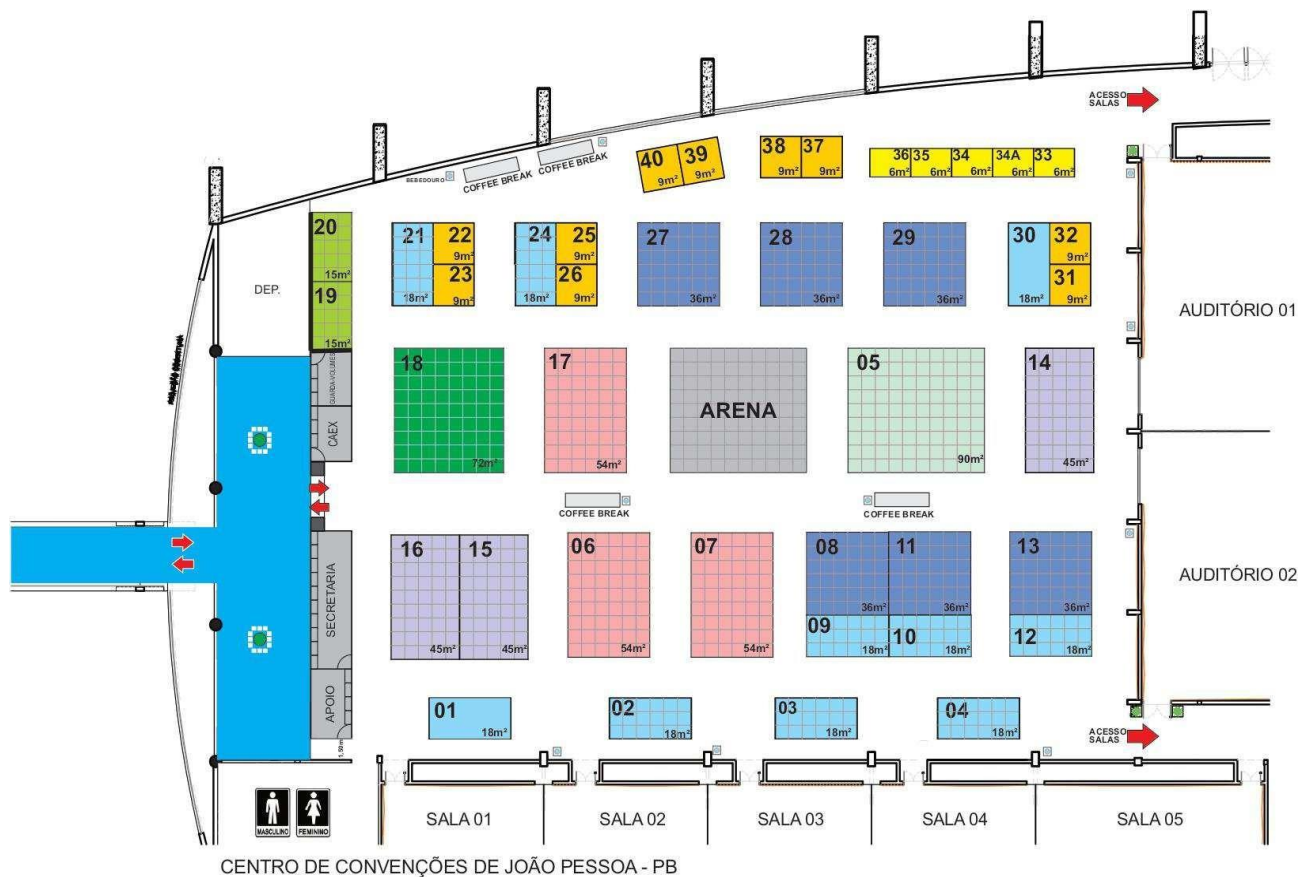 ACESSO
SALAS
COFFEE BREAK
COFFEE BREAK
BEBEDOURO
40
9m²
39
9m²
38
9m²
37
9m²
36
6m²
35
6m²
34
6m²
34A
6m²
33
6m²
20
15m²
19
15m²
DEP.
21
18m²
22
9m²
23
9m²
24
18m²
25
9m²
26
9m²
27
36m²
28
36m²
29
36m²
30
18m²
32
9m²
31
9m²
AUDITÓRIO 01
GUARDA-VOLUMES
CAEX
18
72m²
17
54m²
ARENA
05
90m²
14
45m²
COFFEE BREAK
COFFEE BREAK
SECRETARIA
APOIO
1,50m
16
45m²
15
45m²
06
54m²
07
54m²
08
36m²
11
36m²
13
36m²
09
18m²
10
18m²
12
18m²
AUDITÓRIO 02
01
18m²
02
18m²
03
18m²
04
18m²
ACESSO
SALAS
MASCULINO
FEMININO
SALA 01
SALA 02
SALA 03
SALA 04
SALA 05
CENTRO DE CONVENÇÕES DE JOÃO PESSOA - PB